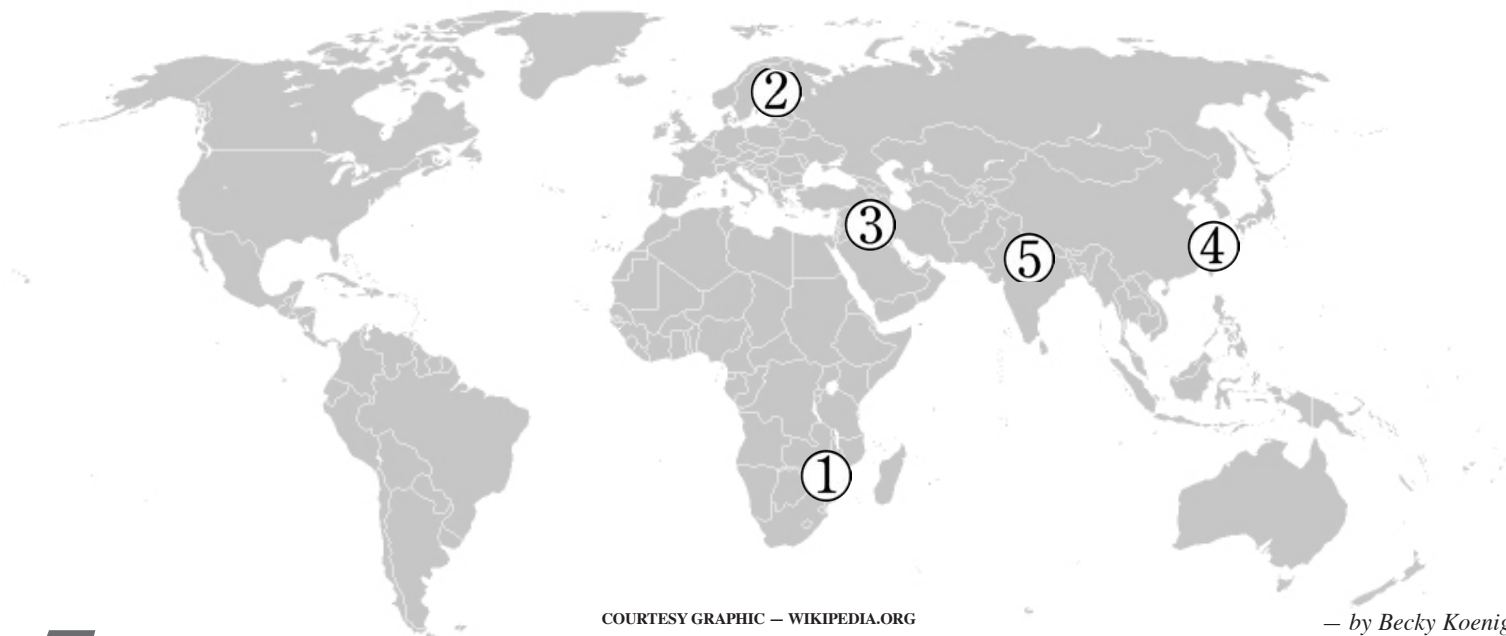 ②
③
⑤
④
①
COURTESY GRAPHIC — WIKIPEDIA.ORG
— by Becky Koenig